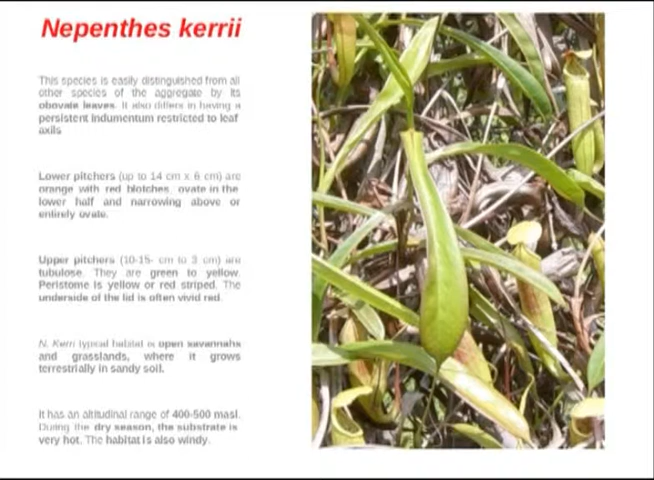 Nepenthes kerrii
This species is easily distinguished from all
other species of the aggregate by its
obovate leaves. It also differs in having a
persistent indumentum restricted to leaf
axils
Lower pitchers (up to 14 cm x 6 cm) are
orange with red blotches, ovate in the
lower half and narrowing above or
entirely ovate.
Upper pitchers (10-15- cm to 3 cm) are
tubulose. They are green to yellow.
Peristome is yellow or red striped. The
underside of the lid is often vivid red.
N. Kerrii typical habitat is open savannahs
and grasslands, where it grows
terrestrially in sandy soil.
It has an altitudinal range of 400-500 masl.
During the dry season, the substrate is
very hot. The habitat is also windy.